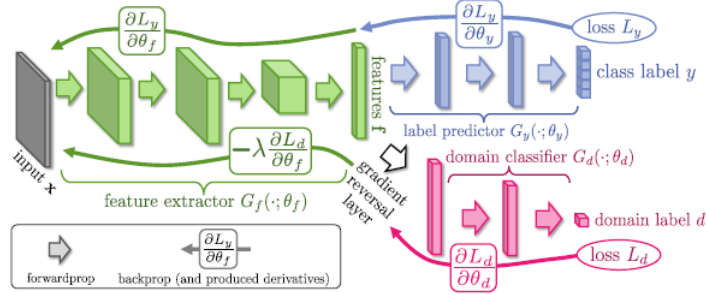 ∂L_y/∂θ_f
∂L_y/∂θ_y
loss L_y
input x
features f
class label y
label predictor G_y(·; θ_y)
−λ ∂L_d/∂θ_f
feature extractor G_f(·; θ_f)
gradient
reversal
layer
domain classifier G_d(·; θ_d)
domain label d
∂L_d/∂θ_d
loss L_d
forwardprop
∂L_y/∂θ_f
backprop (and produced derivatives)